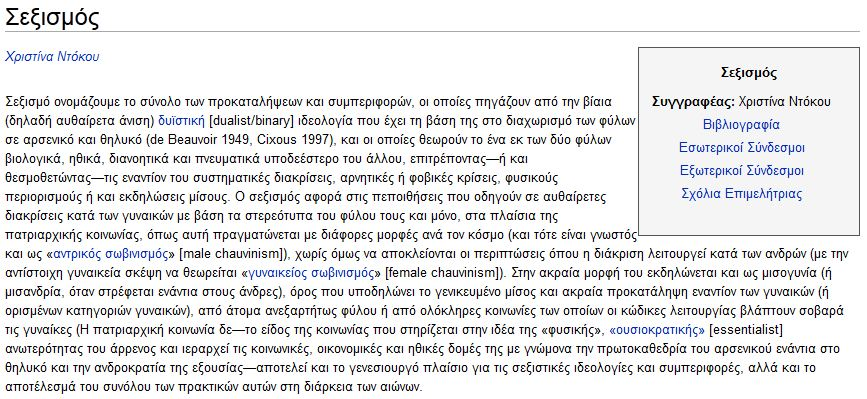 Σεξισμός
Χριστίνα Ντόκου
Σεξισμός
Συγγραφέας: Χριστίνα Ντόκου
Βιβλιογραφία
Εσωτερικοί Σύνδεσμοι
Εξωτερικοί Σύνδεσμοι
Σχόλια Επιμελήτριας
Σεξισμό ονομάζουμε το σύνολο των προκαταλήψεων και συμπεριφορών, οι οποίες πηγάζουν από την βίαια
(δηλαδή αυθαίρετα άνιση) δυϊστική [dualist/binary] ιδεολογία που έχει τη βάση της στο διαχωρισμό των φύλων
σε αρσενικό και θηλυκό (de Beauvoir 1949, Cixous 1997), και οι οποίες θεωρούν το ένα εκ των δύο φύλων
βιολογικά, ηθικά, διανοητικά και πνευματικά υποδεέστερο του άλλου, επιτρέποντας—ή και
θεσμοθετώντας—τις εναντίον του συστηματικές διακρίσεις, αρνητικές ή φοβικές κρίσεις, φυσικούς
περιορισμούς ή και εκδηλώσεις μίσους. Ο σεξισμός αφορά στις πεποιθήσεις που οδηγούν σε αυθαίρετες
διακρίσεις κατά των γυναικών με βάση τα στερεότυπα του φύλου τους και μόνο, στα πλαίσια της
πατριαρχικής κοινωνίας, όπως αυτή πραγματώνεται με διάφορες μορφές ανά τον κόσμο (και τότε είναι γνωστός
και ως «αντρικός σωβινισμός» [male chauvinism]), χωρίς όμως να αποκλείονται οι περιπτώσεις όπου η διάκριση λειτουργεί κατά των ανδρών (με την
αντίστοιχη γυναικεία σκέψη να θεωρείται «γυναικείος σωβινισμός» [female chauvinism]). Στην ακραία μορφή του εκδηλώνεται και ως μισογυνία (ή
μισανδρία, όταν στρέφεται ενάντια στους άνδρες), όρος που υποδηλώνει το γενικευμένο μίσος και ακραία προκατάληψη εναντίον των γυναικών (ή
ορισμένων κατηγοριών γυναικών), από άτομα ανεξαρτήτως φύλου ή από ολόκληρες κοινωνίες των οποίων οι κώδικες λειτουργίας βλάπτουν σοβαρά
τις γυναίκες (Η πατριαρχική κοινωνία δε—το είδος της κοινωνίας που στηρίζεται στην ιδέα της «φυσικής», «ουσιοκρατικής» [essentialist]
ανωτερότητας του άρρενος και ιεραρχεί τις κοινωνικές, οικονομικές και ηθικές δομές της με γνώμονα την πρωτοκαθεδρία του αρσενικού ενάντια στο
θηλυκό και την ανδροκρατία της εξουσίας—αποτελεί και το γενεσιουργό πλαίσιο για τις σεξιστικές ιδεολογίες και συμπεριφορές, αλλά και το
αποτέλεσμά του συνόλου των πρακτικών αυτών στη διάρκεια των αιώνων.